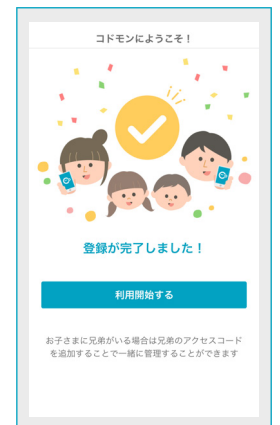 コドモンにようこそ！
登録が完了しました！
利用開始する
お子さまに兄弟がいる場合は兄弟のアクセスコード
を追加することで一緒に管理することができます